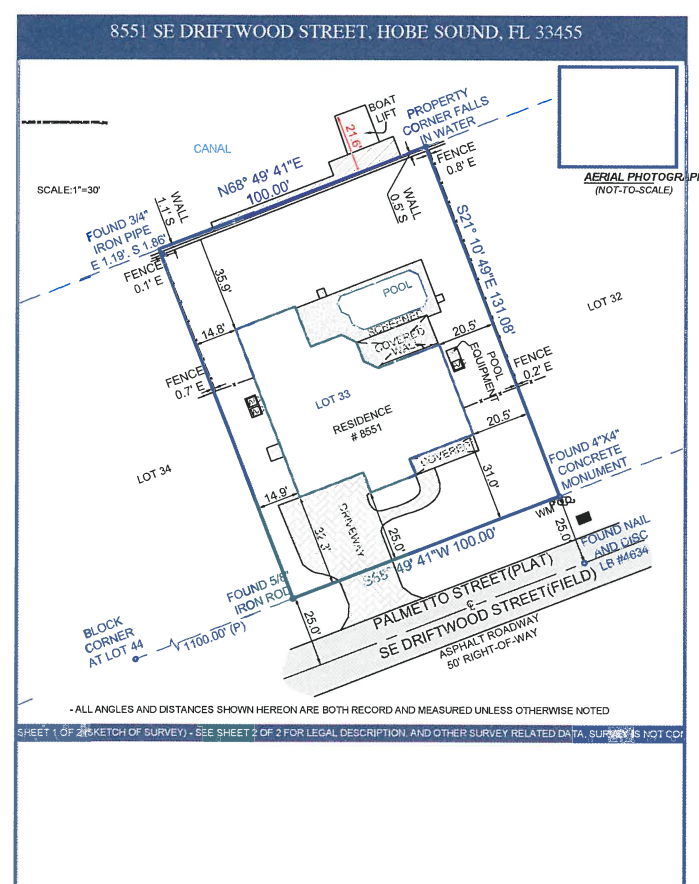 8551 SE DRIFTWOOD STREET, HOBE SOUND, FL 33455
BOAT
LIFT
21.6'
PROPERTY
CORNER FALLS
IN WATER
CANAL
N68° 49' 41"E
100.00'
FENCE
0.8' E
AERIAL PHOTOGRAP
(NOT-TO-SCALE)
SCALE:1"=30'
WALL
1.1' S
WALL
0.5' S
FOUND 3/4"
IRON PIPE
E 1.19', S 1.86'
FENCE
0.1' E
S21° 10' 49"E 131.08'
35.9'
POOL
LOT 32
SCREENED
COVERED
14.8'
20.5'
POOL
EQUIPMENT
FENCE
0.2' E
FENCE
0.7' E
LOT 33
RESIDENCE
# 8551
20.5'
COVERED
LOT 34
31.0'
FOUND 4"X4"
CONCRETE
MONUMENT
14.9'
DRIVEWAY
25.0'
WM
25.0'
49' 41"W 100.00'
FOUND NAIL
AND DISC
LB #4634
FOUND 5/8"
IRON ROD
PALMETTO STREET(PLAT)
SE DRIFTWOOD STREET(FIELD)
ASPHALT ROADWAY
50' RIGHT-OF-WAY
25.0'
BLOCK
CORNER
AT LOT 44
1100.00' (P)
- ALL ANGLES AND DISTANCES SHOWN HEREON ARE BOTH RECORD AND MEASURED UNLESS OTHERWISE NOTED
SHEET 1 OF 2 (SKETCH OF SURVEY) - SEE SHEET 2 OF 2 FOR LEGAL DESCRIPTION, AND OTHER SURVEY RELATED DATA. SURVEY IS NOT CO